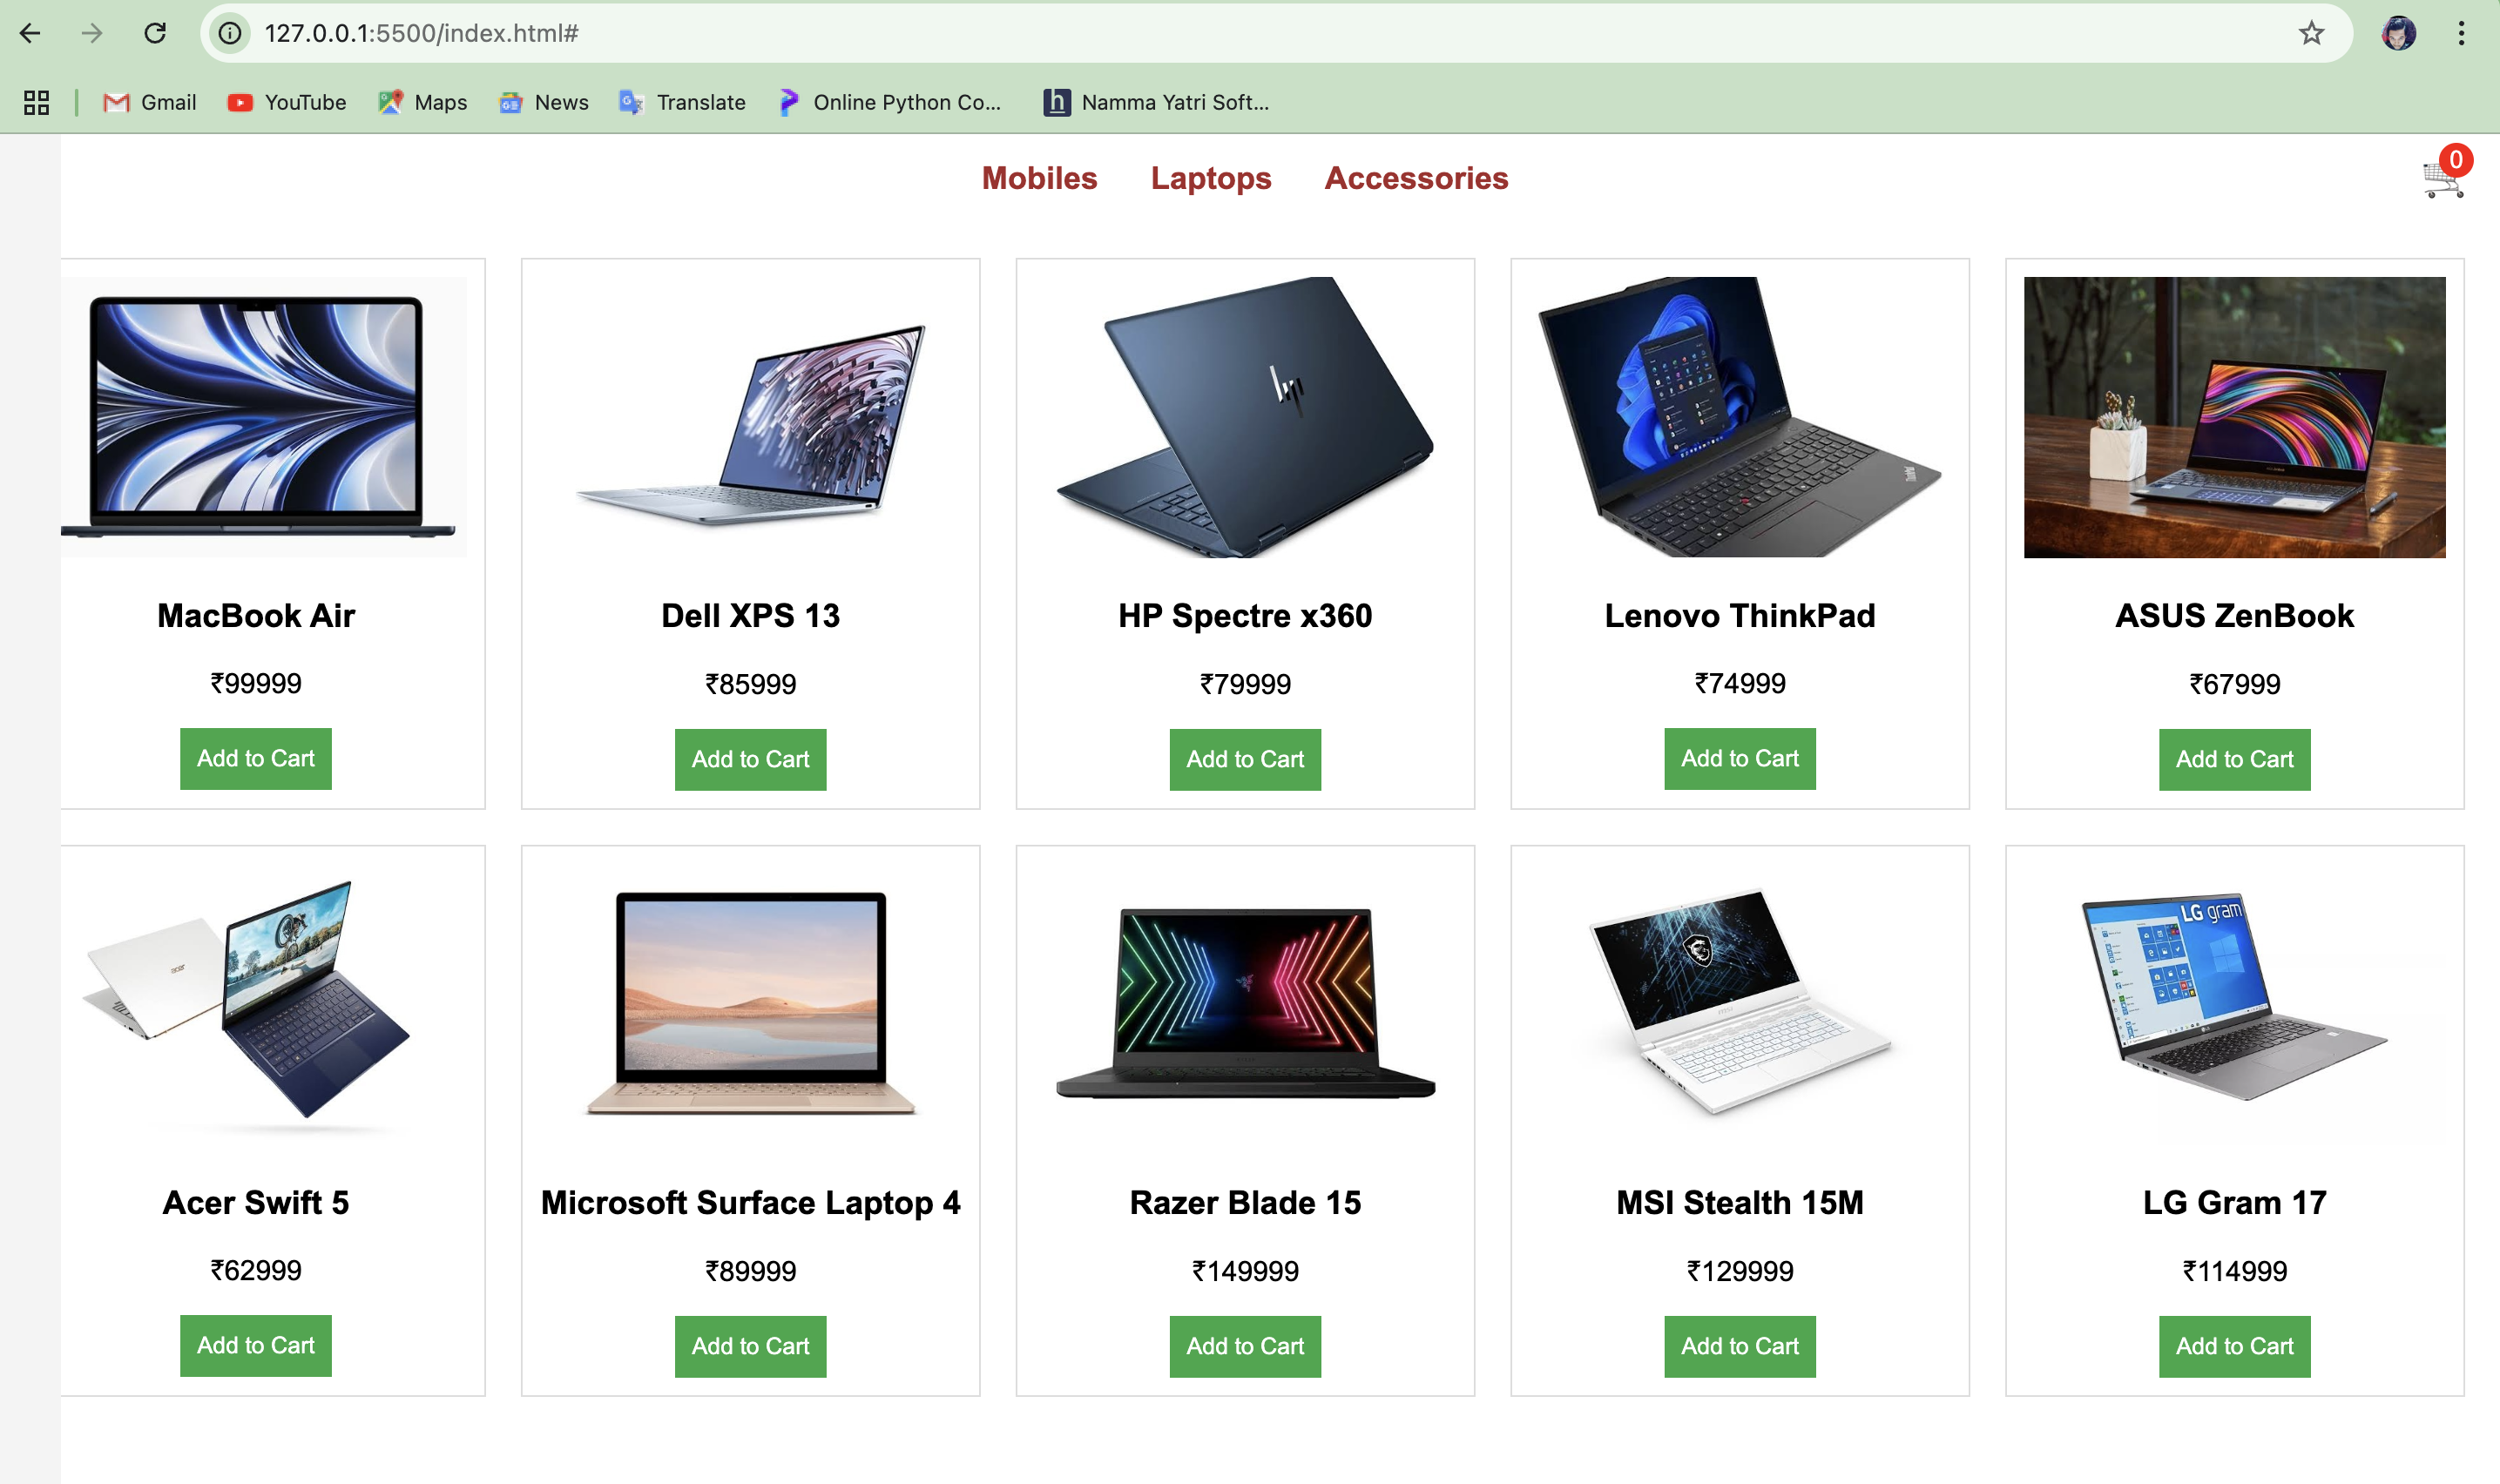 127.0.0.1:5500/index.html#
Gmail YouTube Maps News Translate Online Python Co... Namma Yatri Soft...
Mobiles Laptops Accessories 0
LG gram
MacBook Air Dell XPS 13 HP Spectre x360 Lenovo ThinkPad ASUS ZenBook
₹99999 ₹85999 ₹79999 ₹74999 ₹67999
Add to Cart Add to Cart Add to Cart Add to Cart Add to Cart
acer
Acer Swift 5 Microsoft Surface Laptop 4 Razer Blade 15 MSI Stealth 15M LG Gram 17
₹62999 ₹89999 ₹149999 ₹129999 ₹114999
Add to Cart Add to Cart Add to Cart Add to Cart Add to Cart